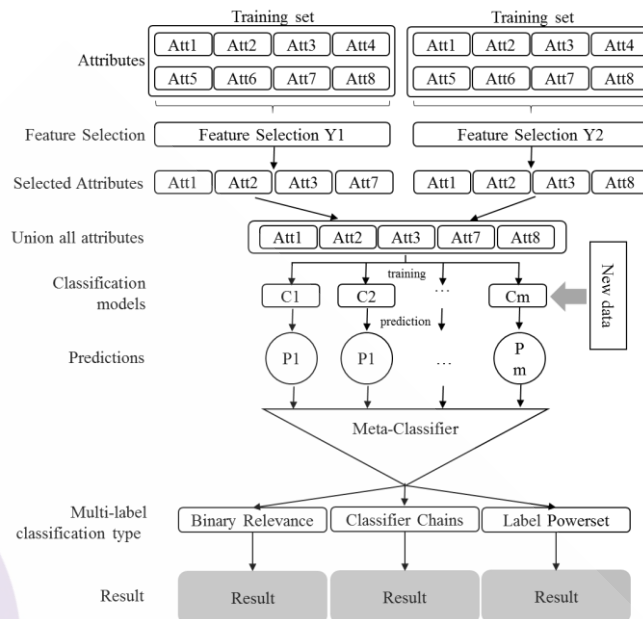 Training set Training set
Attributes Att1 Att2 Att3 Att4 Att1 Att2 Att3 Att4
Att5 Att6 Att7 Att8 Att5 Att6 Att7 Att8
Feature Selection Feature Selection Y1 Feature Selection Y2
Selected Attributes Att1 Att2 Att3 Att7 Att1 Att2 Att3 Att8
Union all attributes Att1 Att2 Att3 Att7 Att8
training
Classification
models
C1 C2 ... Cm
New data
prediction
Predictions P1 P1 ... P
m
Meta-Classifier
Multi-label
classification type
Binary Relevance Classifier Chains Label Powerset
Result Result Result Result